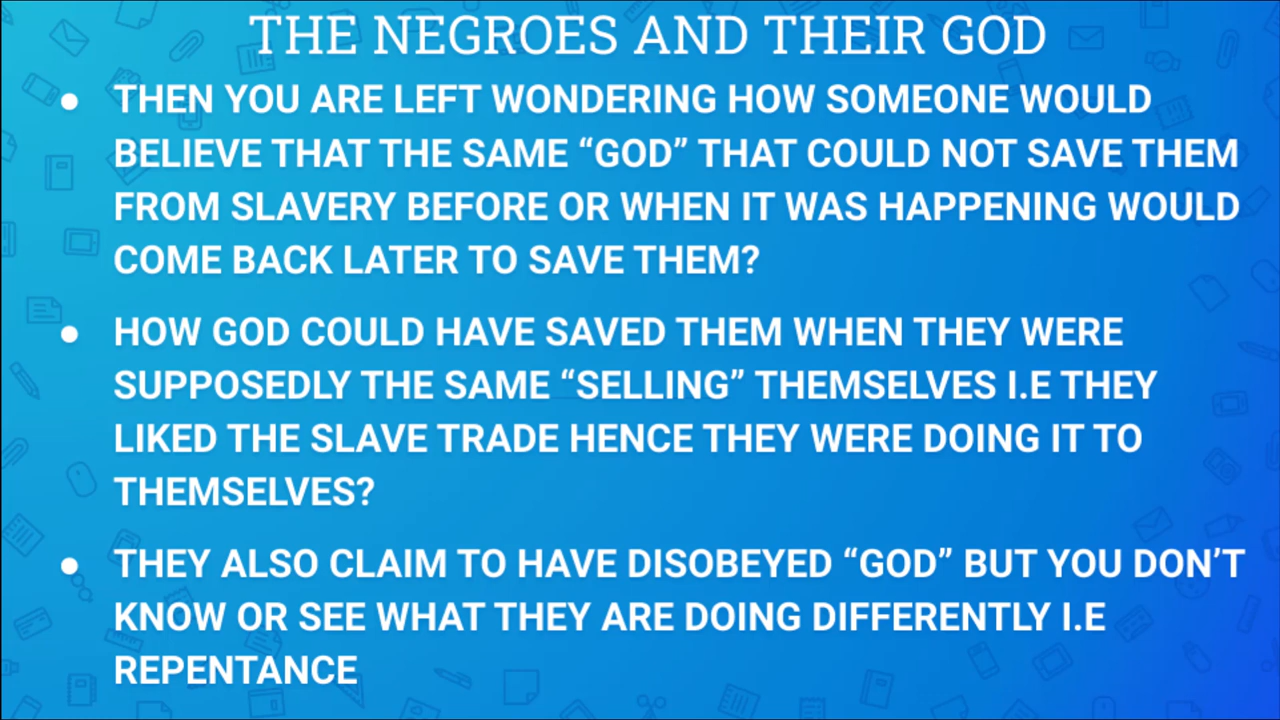 THE NEGROES AND THEIR GOD
● THEN YOU ARE LEFT WONDERING HOW SOMEONE WOULD
BELIEVE THAT THE SAME “GOD” THAT COULD NOT SAVE THEM
FROM SLAVERY BEFORE OR WHEN IT WAS HAPPENING WOULD
COME BACK LATER TO SAVE THEM?
● HOW GOD COULD HAVE SAVED THEM WHEN THEY WERE
SUPPOSEDLY THE SAME “SELLING” THEMSELVES I.E THEY
LIKED THE SLAVE TRADE HENCE THEY WERE DOING IT TO
THEMSELVES?
● THEY ALSO CLAIM TO HAVE DISOBEYED “GOD” BUT YOU DON’T
KNOW OR SEE WHAT THEY ARE DOING DIFFERENTLY I.E
REPENTANCE